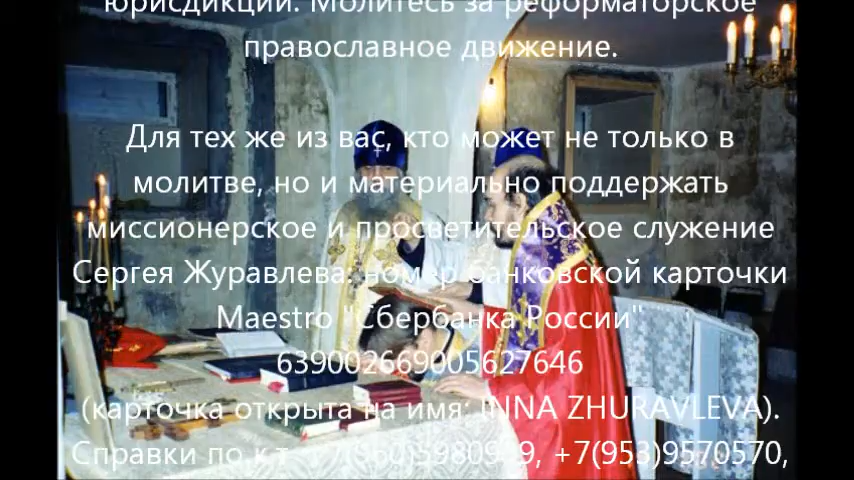 юрисдикции. Молитесь за реформаторское
православное движение.
Для тех же из вас, кто может не только в
молитве, но и материально поддержать
миссионерское и просветительское служение
Сергея Журавлева: номер банковской карточки
Maestro "Сбербанка России"
639002669005627646
(карточка открыта на имя: INNA ZHURAVLEVA).
Справки по к.т. +7(953)9570570,